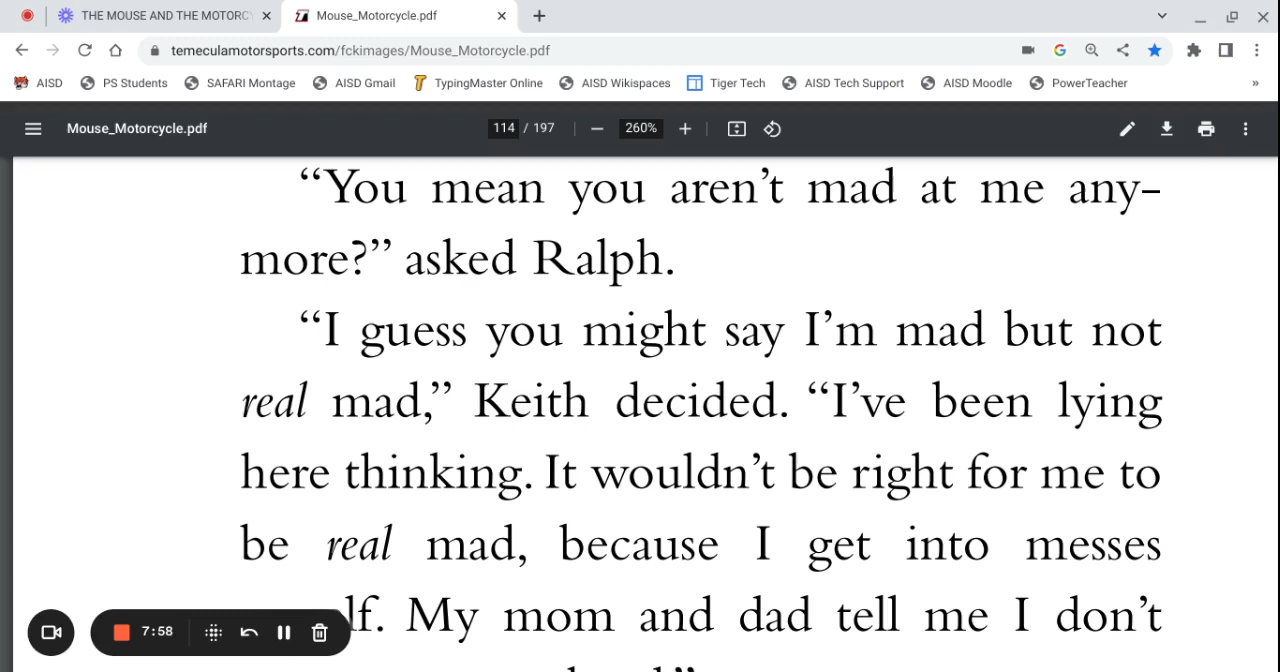 THE MOUSE AND THE MOTORC
Mouse_Motorcycle.pdf
temeculamotorsports.com/fckimages/Mouse_Motorcycle.pdf
AISD PS Students SAFARI Montage AISD Gmail TypingMaster Online AISD Wikispaces Tiger Tech AISD Tech Support AISD Moodle PowerTeacher »
Mouse_Motorcycle.pdf 114 / 197 260%
“You mean you aren’t mad at me any-
more?” asked Ralph.
“I guess you might say I’m mad but not
real mad,” Keith decided. “I’ve been lying
here thinking. It wouldn’t be right for me to
be real mad, because I get into messes
lf. My mom and dad tell me I don’t
7:58